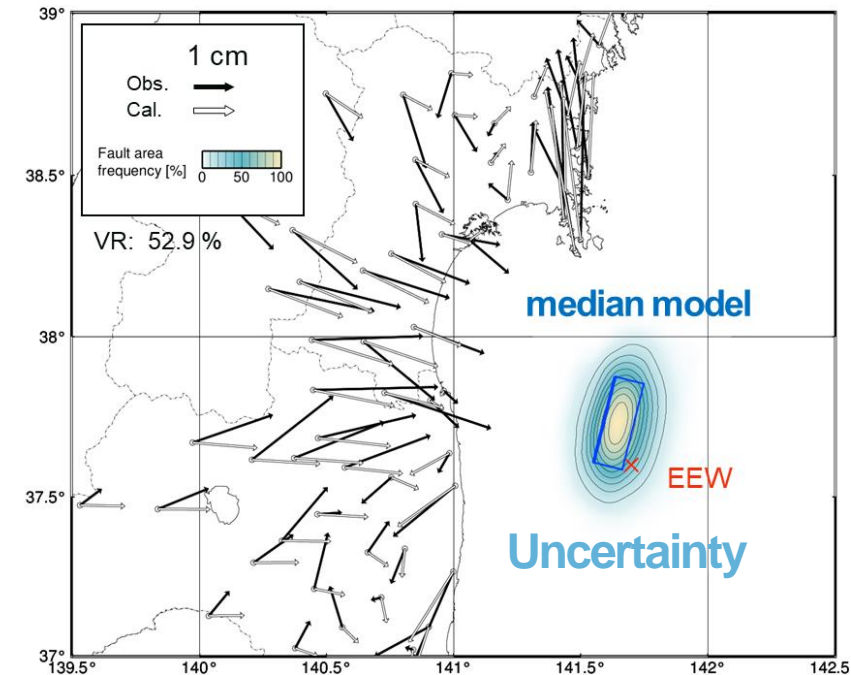 39°
1 cm
Obs.
Cal.
Fault area
frequency [%]
0 50 100
38.5°
VR: 52.9 %
median model
38°
EEW
37.5°
Uncertainty
37°
139.5° 140° 140.5° 141° 141.5° 142° 142.5°